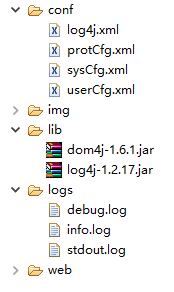 conf
log4j.xml
protCfg.xml
sysCfg.xml
userCfg.xml
img
lib
dom4j-1.6.1.jar
log4j-1.2.17.jar
logs
debug.log
info.log
stdout.log
web